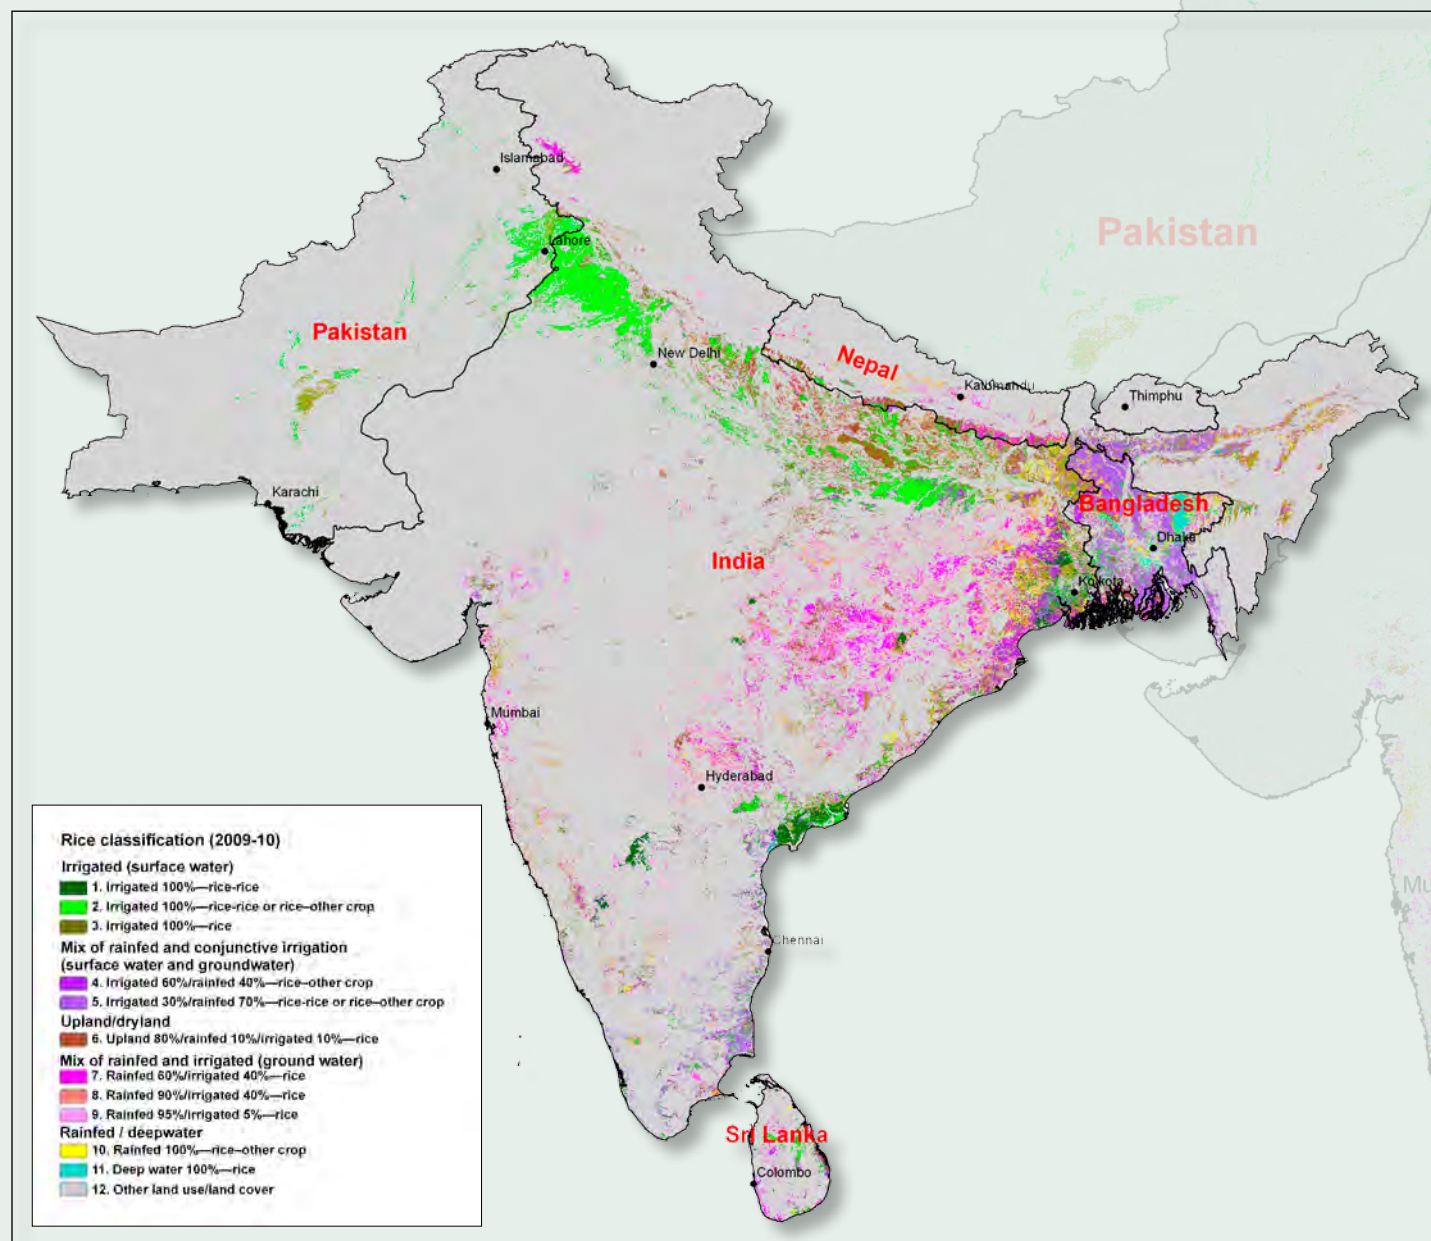 Pakistan
Islamabad
Lahore
Pakistan
New Delhi
Nepal
Katomandu
Thimphu
Karachi
Bangladesh
Dhaka
India
Kolkota
Mumbai
Hyderabad
Chennai
Sri Lanka
Colombo
Mu
Rice classification (2009-10)
Irrigated (surface water)
1. Irrigated 100%—rice-rice
2. Irrigated 100%—rice-rice or rice–other crop
3. Irrigated 100%—rice
Mix of rainfed and conjunctive irrigation
(surface water and groundwater)
4. Irrigated 60%/rainfed 40%—rice–other crop
5. Irrigated 30%/rainfed 70%—rice-rice or rice–other crop
Upland/dryland
6. Upland 80%/rainfed 10%/irrigated 10%—rice
Mix of rainfed and irrigated (ground water)
7. Rainfed 60%/irrigated 40%—rice
8. Rainfed 90%/irrigated 40%—rice
9. Rainfed 95%/irrigated 5%—rice
Rainfed / deepwater
10. Rainfed 100%—rice–other crop
11. Deep water 100%—rice
12. Other land use/land cover